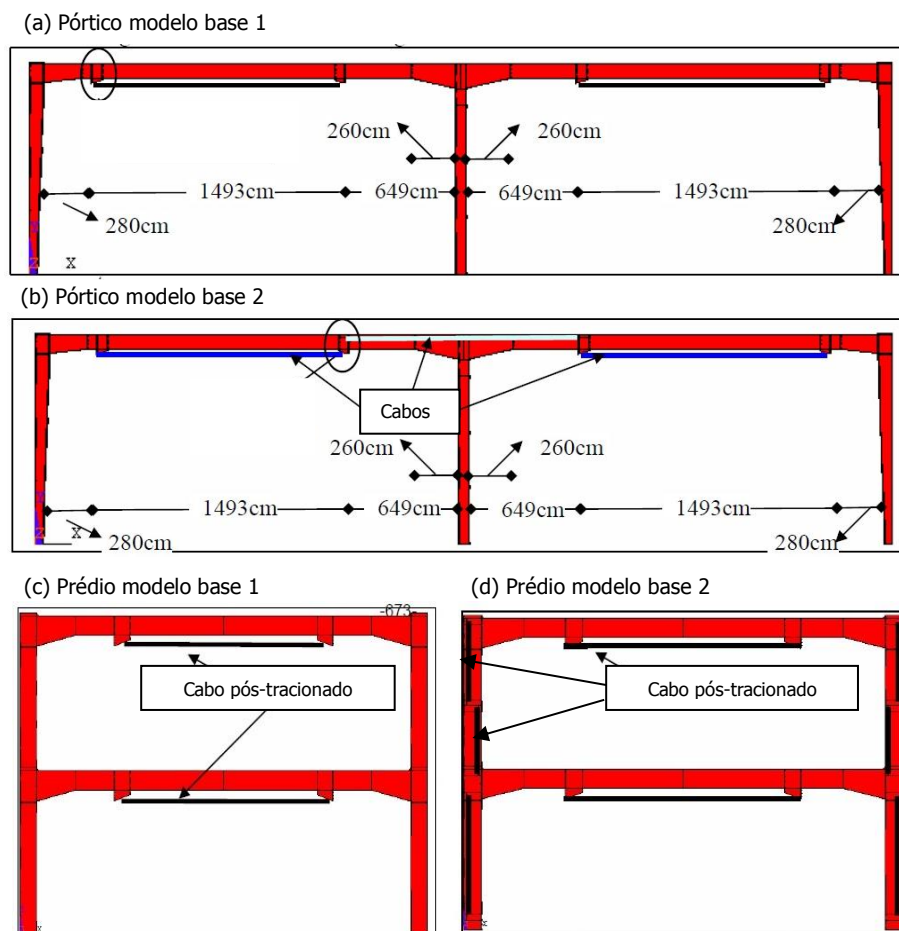 (a) Pórtico modelo base 1
260cm
260cm
1493cm
649cm
649cm
1493cm
280cm
280cm
Z
X
(b) Pórtico modelo base 2
Cabos
260cm
260cm
1493cm
649cm
649cm
1493cm
Z
X
280cm
280cm
(c) Prédio modelo base 1
(d) Prédio modelo base 2
-673-
Cabo pós-tracionado
Cabo pós-tracionado